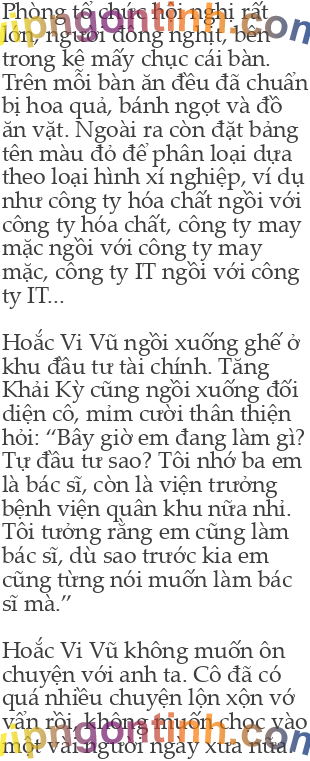 Phòng tổ chức hội nghị rất
lớn, người đông nghịt, bên
trong kê mấy chục cái bàn.
Trên mỗi bàn ăn đều đã chuẩn
bị hoa quả, bánh ngọt và đồ
ăn vặt. Ngoài ra còn đặt bảng
tên màu đỏ để phân loại dựa
theo loại hình xí nghiệp, ví dụ
như công ty hóa chất ngồi với
công ty hóa chất, công ty may
mặc ngồi với công ty may
mặc, công ty IT ngồi với công
ty IT...
Hoắc Vi Vũ ngồi xuống ghế ở
khu đầu tư tài chính. Tăng
Khải Kỳ cũng ngồi xuống đối
diện cô, mỉm cười thân thiện
hỏi: “Bây giờ em đang làm gì?
Tự đầu tư sao? Tôi nhớ ba em
là bác sĩ, còn là viện trưởng
bệnh viện quân khu nữa nhỉ.
Tôi tưởng rằng em cũng làm
bác sĩ, dù sao trước kia em
cũng từng nói muốn làm bác
sĩ mà.”
Hoắc Vi Vũ không muốn ôn
chuyện với anh ta. Cô đã có
quá nhiều chuyện lộn xộn vớ
vẩn rồi, không muốn chọc vào
một vài người ngày xưa nữa
vipngontinh.com
vipngontinh.com